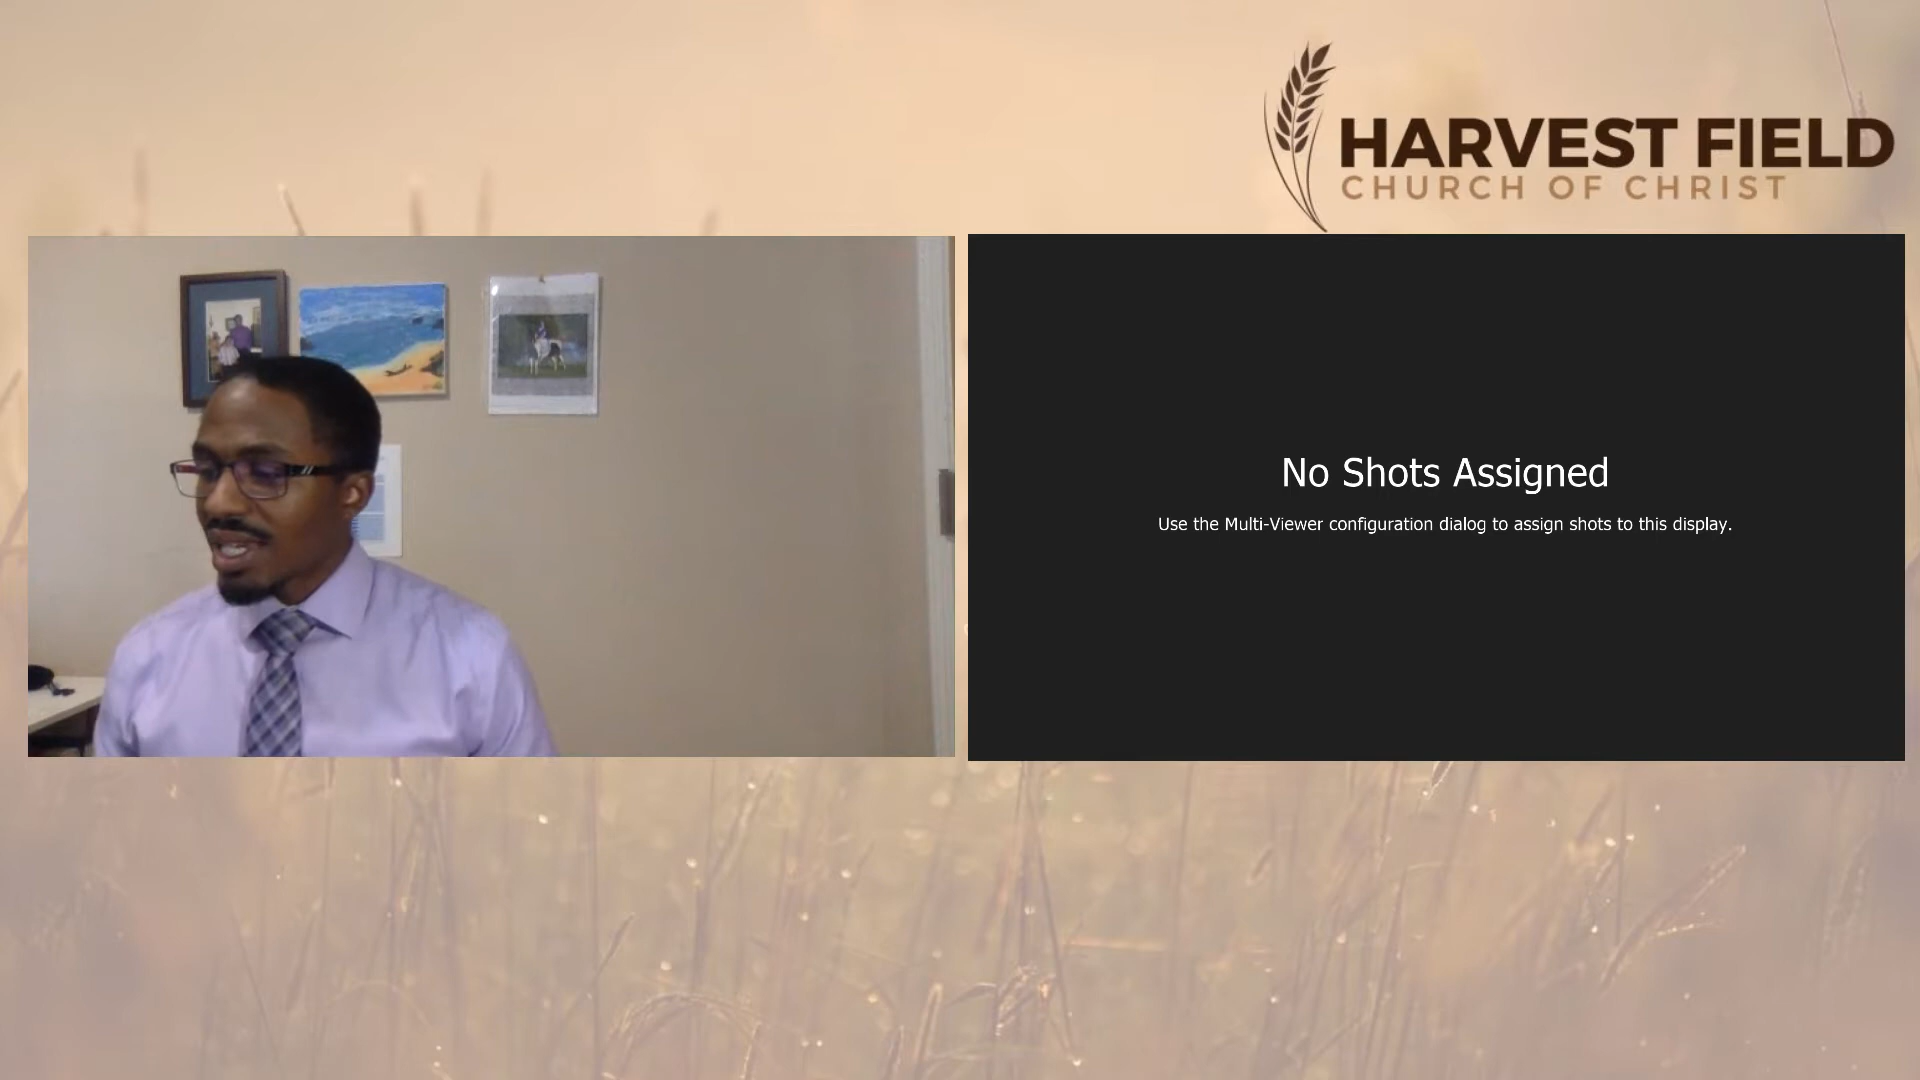 HARVEST FIELD
CHURCH OF CHRIST
No Shots Assigned
Use the Multi-Viewer configuration dialog to assign shots to this display.